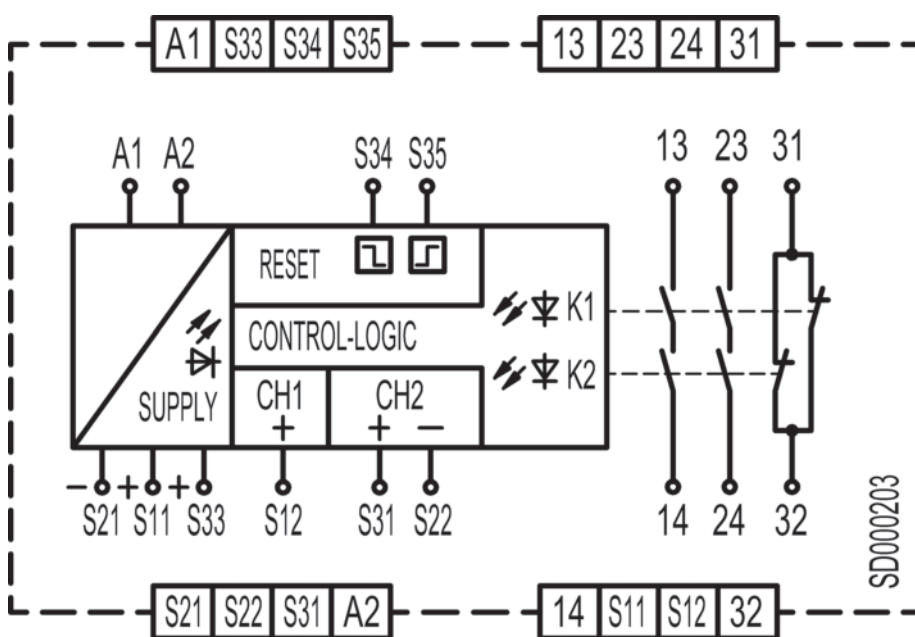 A1 S33 S34 S35 13 23 24 31
A1 A2 S34 S35 13 23 31
RESET
K1
CONTROL-LOGIC
K2
SUPPLY CH1 CH2
+ + −
− + +
S21 S11 S33 S12 S31 S22 14 24 32
SD000203
S21 S22 S31 A2 14 S11 S12 32